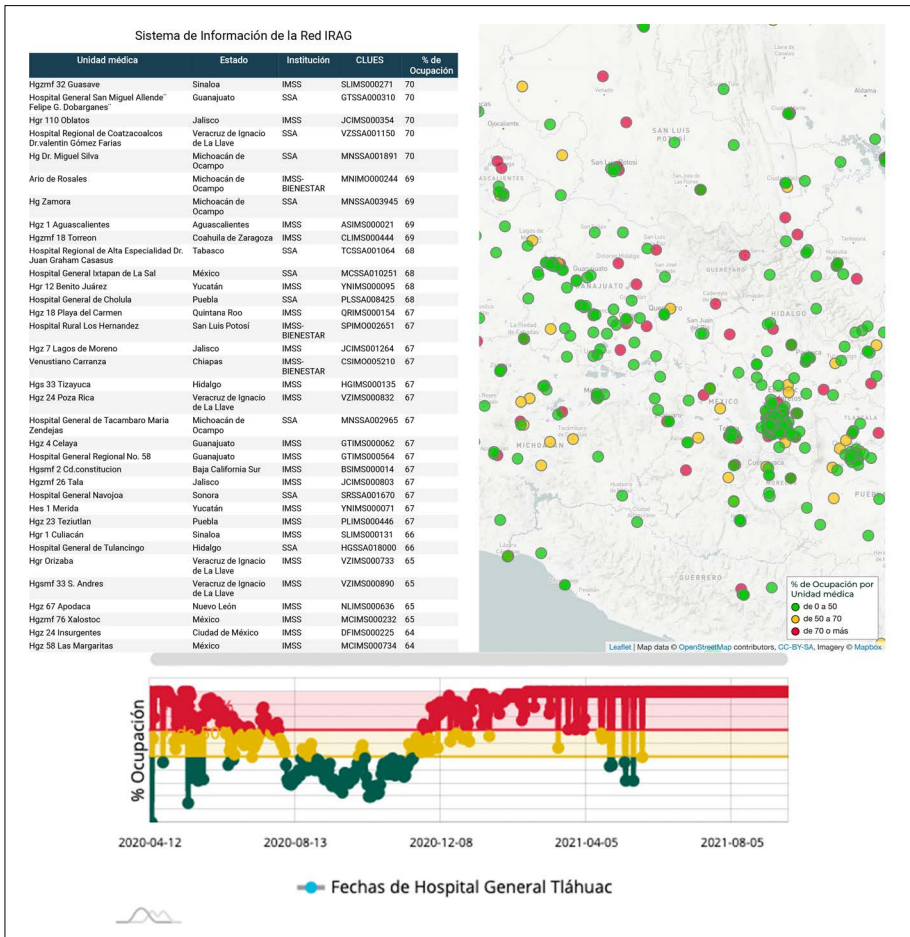 Sistema de Información de la Red IRAG
Unidad médica Estado Institución CLUES % de
Ocupación
Hgzmf 32 Guasave Sinaloa IMSS SLIMS000271 70
Hospital General San Miguel Allende¨ Guanajuato SSA GTSSA000310 70
Felipe G. Dobarganes¨
Hgr 110 Oblatos Jalisco IMSS JCIMS000354 70
Hospital Regional de Coatzacoalcos Veracruz de Ignacio SSA VZSSA001150 70
Dr.valentin Gómez Farias de La Llave
Hg Dr. Miguel Silva Michoacán de SSA MNSSA001891 70
Ocampo
Ario de Rosales Michoacán de IMSS- MNIMO000244 69
Ocampo BIENESTAR
Hg Zamora Michoacán de SSA MNSSA003945 69
Ocampo
Hgz 1 Aguascalientes Aguascalientes IMSS ASIMS000021 69
Hgzmf 18 Torreon Coahuila de Zaragoza IMSS CLIMS000444 69
Hospital Regional de Alta Especialidad Dr. Tabasco SSA TCSSA001064 68
Juan Graham Casasus
Hospital General Ixtapan de La Sal México SSA MCSSA010251 68
Hgr 12 Benito Juárez Yucatán IMSS YNIMS000095 68
Hospital General de Cholula Puebla SSA PLSSA008425 68
Hgz 18 Playa del Carmen Quintana Roo IMSS QRIMS000154 67
Hospital Rural Los Hernandez San Luis Potosí IMSS- SPIMO002651 67
BIENESTAR
Hgz 7 Lagos de Moreno Jalisco IMSS JCIMS001264 67
Venustiano Carranza Chiapas IMSS- CSIMO005210 67
BIENESTAR
Hgs 33 Tizayuca Hidalgo IMSS HGIMS000135 67
Hgz 24 Poza Rica Veracruz de Ignacio IMSS VZIMS000832 67
de La Llave
Hospital General de Tacambaro Maria Michoacán de SSA MNSSA002965 67
Zendejas Ocampo
Hgz 4 Celaya Guanajuato IMSS GTIMS000062 67
Hospital General Regional No. 58 Guanajuato IMSS GTIMS000564 67
Hgsmf 2 Cd.constitucion Baja California Sur IMSS BSIMS000014 67
Hgzmf 26 Tala Jalisco IMSS JCIMS000803 67
Hospital General Navojoa Sonora SSA SRSSA001670 67
Hes 1 Merida Yucatán IMSS YNIMS000071 67
Hgz 23 Teziutlan Puebla IMSS PLIMS000446 67
Hgr 1 Culiacán Sinaloa IMSS SLIMS000131 66
Hospital General de Tulancingo Hidalgo SSA HGSSA018000 66
Hgr Orizaba Veracruz de Ignacio IMSS VZIMS000733 65
de La Llave
Hgsmf 33 S. Andres Veracruz de Ignacio IMSS VZIMS000890 65
de La Llave
Hgz 67 Apodaca Nuevo León IMSS NLIMS000636 65
Hgzmf 76 Xalostoc México IMSS MCIMS000232 65
Hgz 24 Insurgentes Ciudad de México IMSS DFIMS000225 64
Hgz 58 Las Margaritas México IMSS MCIMS000734 64
Aldama
Ojocaliente
SAN LUIS
POTOSÍ
San Luis Potosí
Lagos de
Dolores Hidalgo
Guanajuato
QUERÉTARO
HIDALGO
San Juan
del Río
MÉXICO
TLAXCALA
MICHOACÁN
Cuernavaca
PUEBL
GUERRERO
% de Ocupación por
Unidad médica
de 0 a 50
de 50 a 70
de 70 o más
Leaflet | Map data © OpenStreetMap contributors, CC-BY-SA, Imagery © Mapbox
% Ocupación
2020-04-12 2020-08-13 2020-12-08 2021-04-05 2021-08-05
Fechas de Hospital General Tláhuac